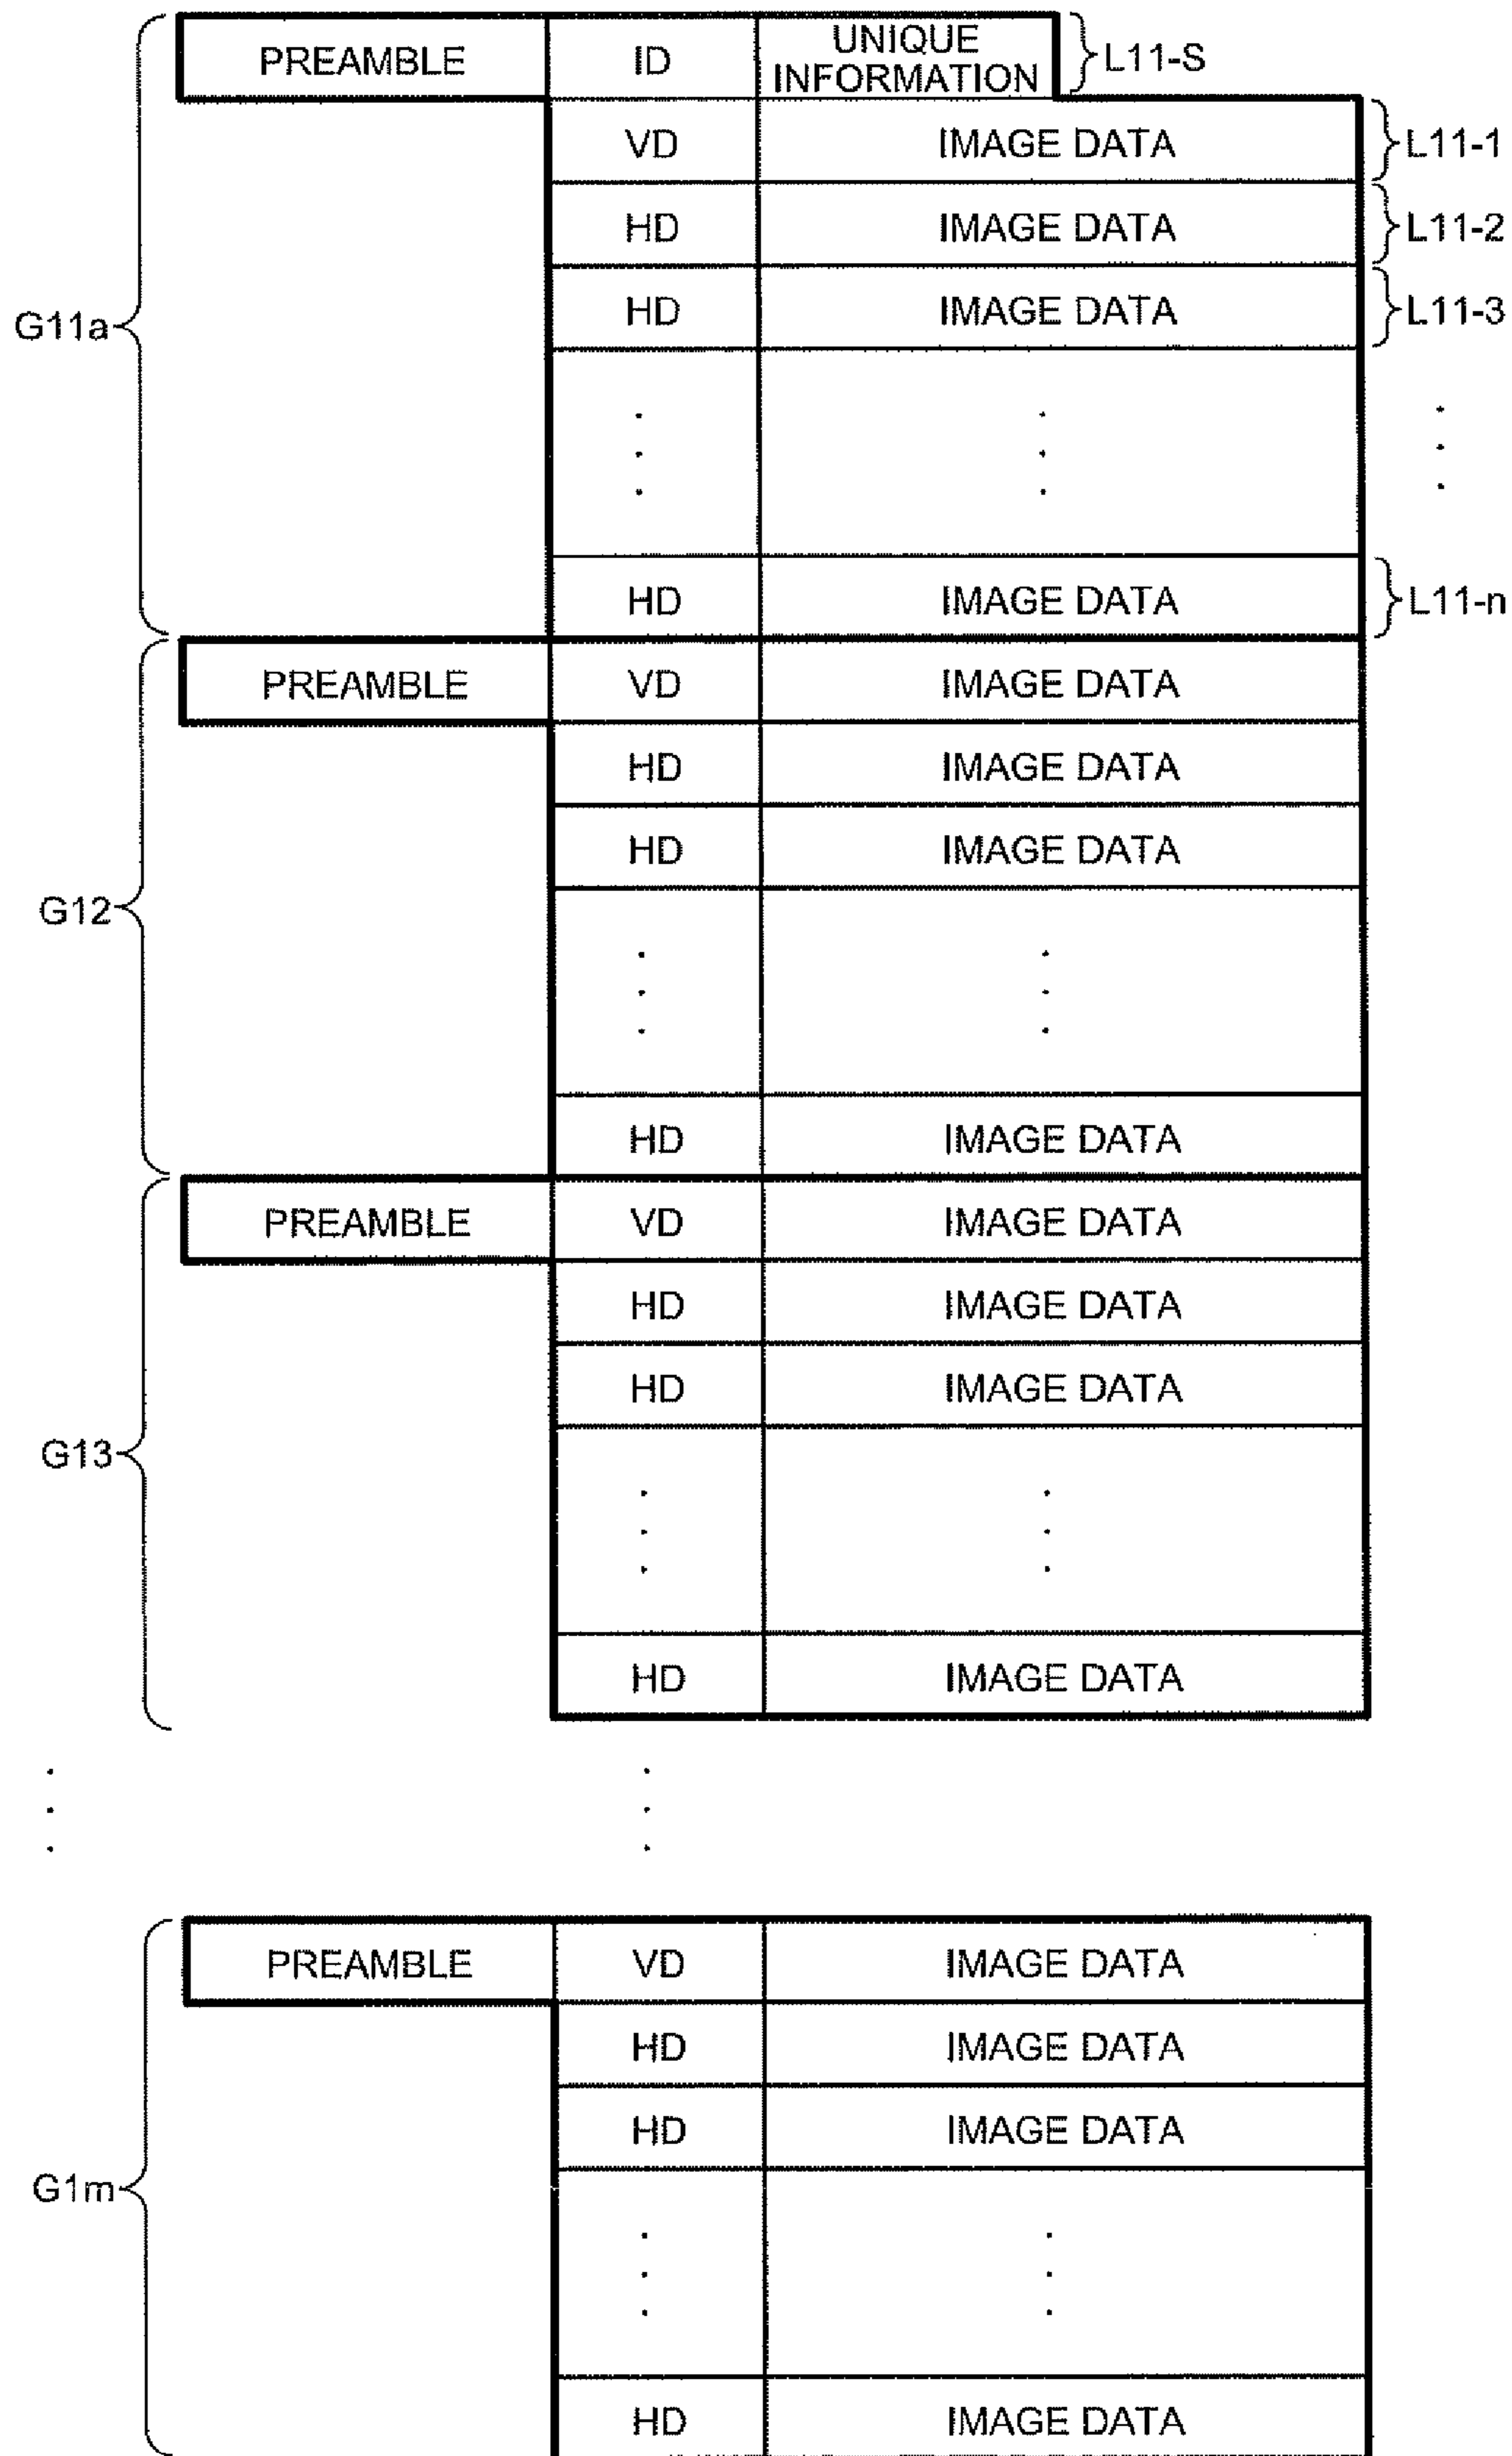 PREAMBLE ID UNIQUE INFORMATION L11-S
VD IMAGE DATA L11-1
HD IMAGE DATA L11-2
G11a HD IMAGE DATA L11-3
HD IMAGE DATA L11-n
PREAMBLE VD IMAGE DATA
HD IMAGE DATA
HD IMAGE DATA
G12
HD IMAGE DATA
PREAMBLE VD IMAGE DATA
HD IMAGE DATA
HD IMAGE DATA
G13
HD IMAGE DATA
PREAMBLE VD IMAGE DATA
HD IMAGE DATA
HD IMAGE DATA
G1m
HD IMAGE DATA